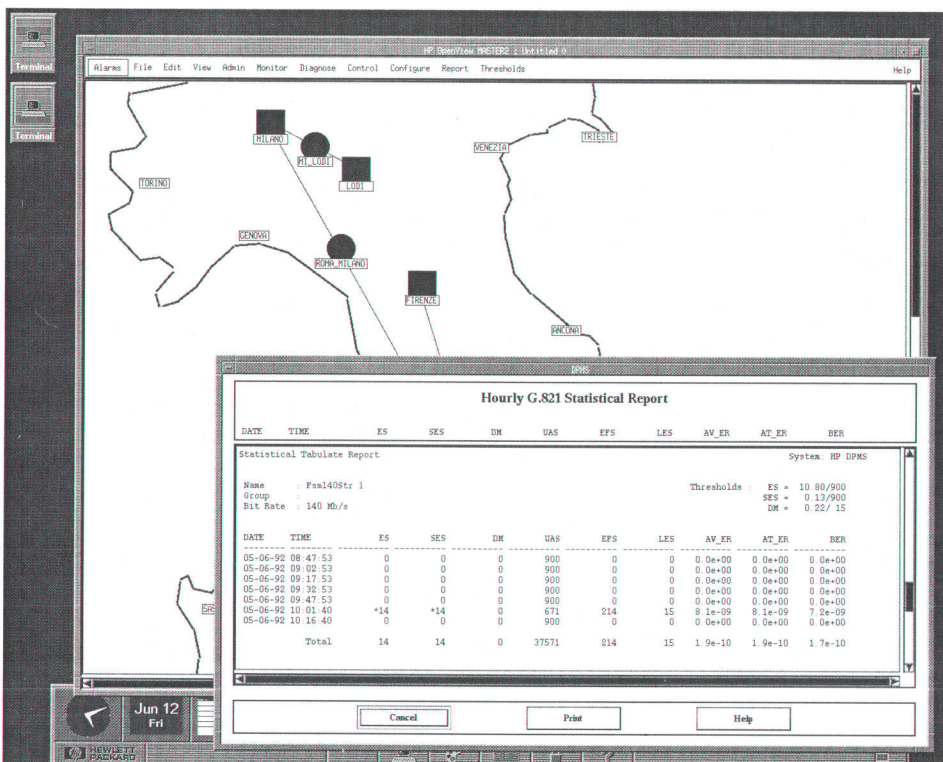 Terminal
Terminal
HP OpenView MASTER2 : Untitled 0
Alarms File Edit View Admin Monitor Diagnose Control Configure Report Thresholds Help
MILANO
MI_LODI
LODI
TORINO
VENEZIA
TRIESTE
GENOVA
ROMA_MILANO
FIRENZE
ANCONA
DPMS
Hourly G.821 Statistical Report
DATE TIME ES SES DM UAS EFS LES AV_ER AT_ER BER
Statistical Tabulate Report System: HP DPMS
Name : Fsm140Str 1 Thresholds : ES = 10.80/900
Group : SES = 0.13/900
Bit Rate : 140 Mb/s DM = 0.22/ 15
DATE TIME ES SES DM UAS EFS LES AV_ER AT_ER BER
05-06-92 08:47:53 0 0 0 900 0 0 0.0e+00 0.0e+00 0.0e+00
05-06-92 09:02:53 0 0 0 900 0 0 0.0e+00 0.0e+00 0.0e+00
05-06-92 09:17:53 0 0 0 900 0 0 0.0e+00 0.0e+00 0.0e+00
05-06-92 09:32:53 0 0 0 900 0 0 0.0e+00 0.0e+00 0.0e+00
05-06-92 09:47:53 0 0 0 900 0 0 0.0e+00 0.0e+00 0.0e+00
05-06-92 10:01:40 *14 *14 0 671 214 15 8.1e-09 8.1e-09 7.2e-09
05-06-92 10:16:40 0 0 0 900 0 0 0.0e+00 0.0e+00 0.0e+00
Total 14 14 0 37571 214 15 1.9e-10 1.9e-10 1.7e-10
SAS
Cancel Print Help
Jun 12
Fri
HEWLETT
PACKARD